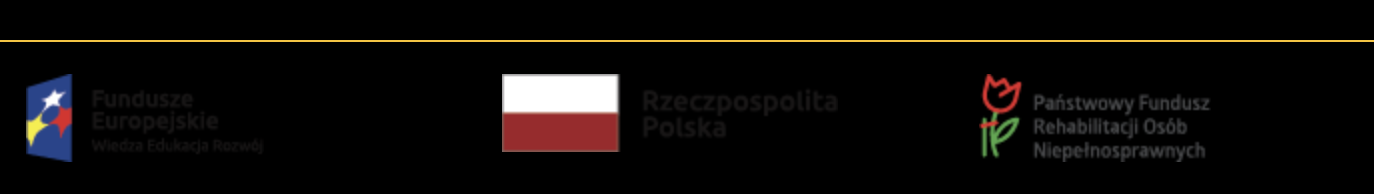 Fundusze
Europejskie
Wiedza Edukacja Rozwój
Rzeczpospolita
Polska
Państwowy Fundusz
Rehabilitacji Osób
Niepełnosprawnych